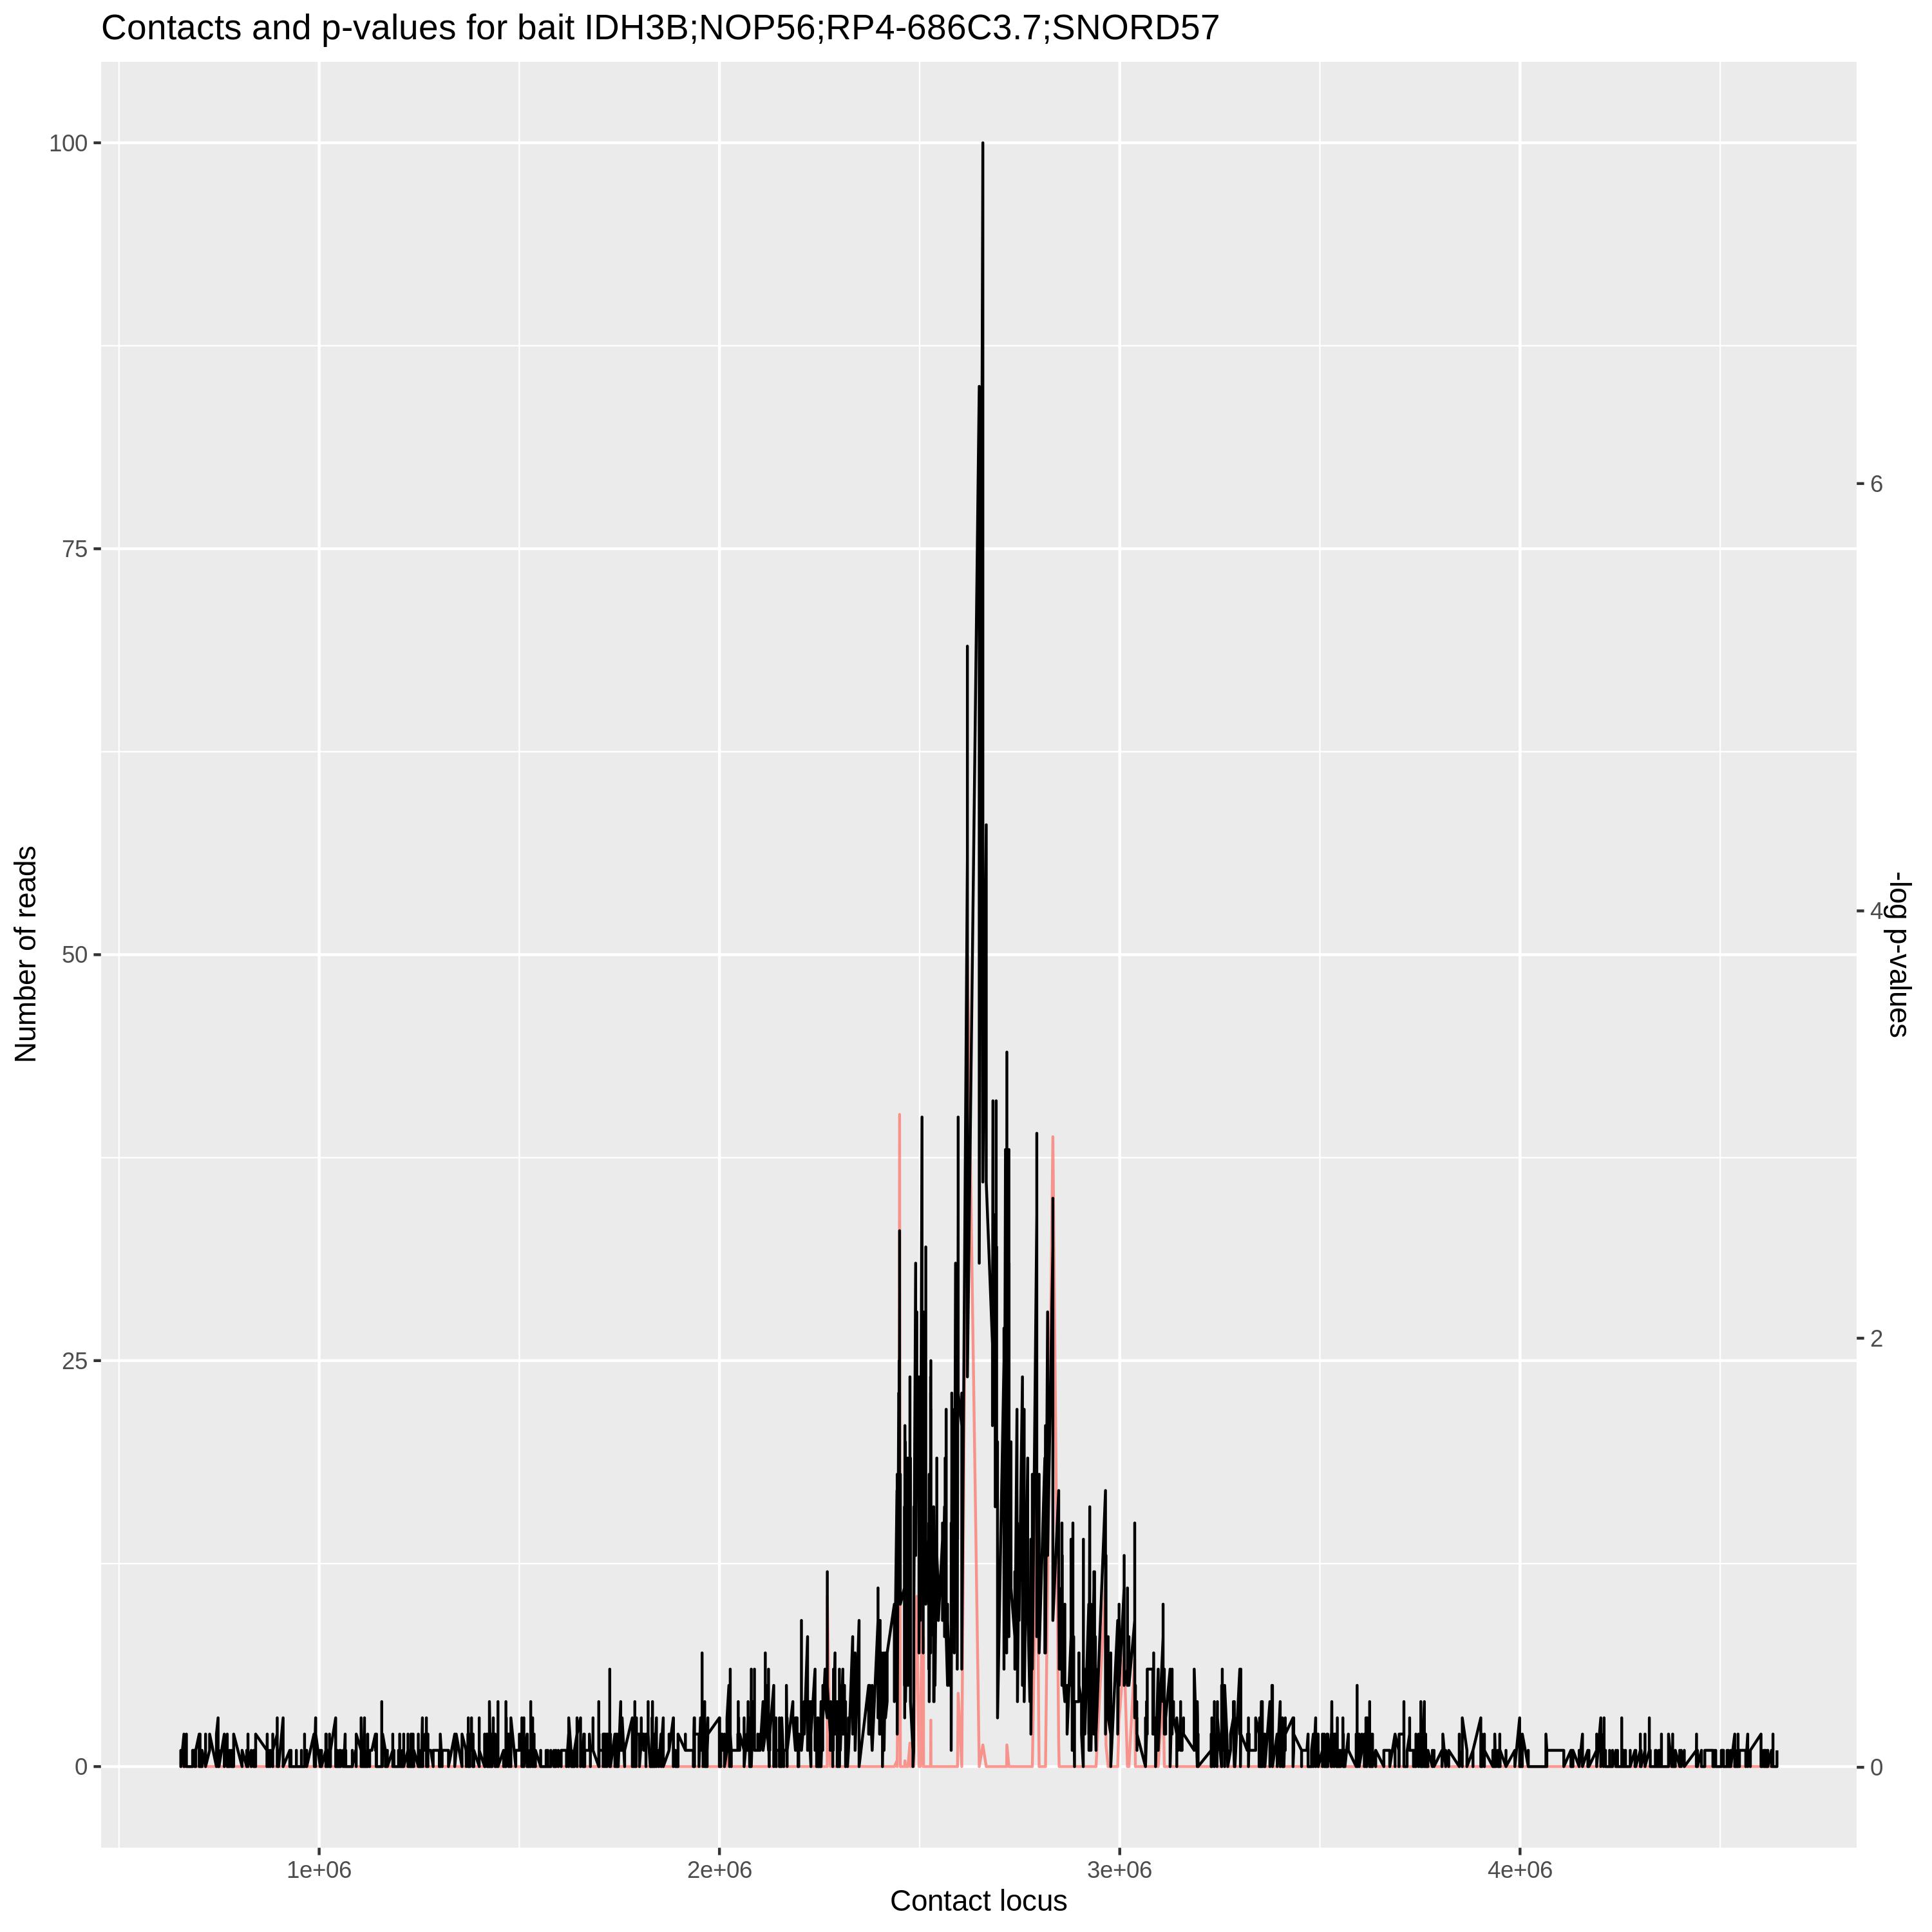 Contacts and p-values for bait IDH3B;NOP56;RP4-686C3.7;SNORD57
100
75
50
25
0
Number of reads
6
4
2
0
-log p-values
1e+06
2e+06
3e+06
4e+06
Contact locus